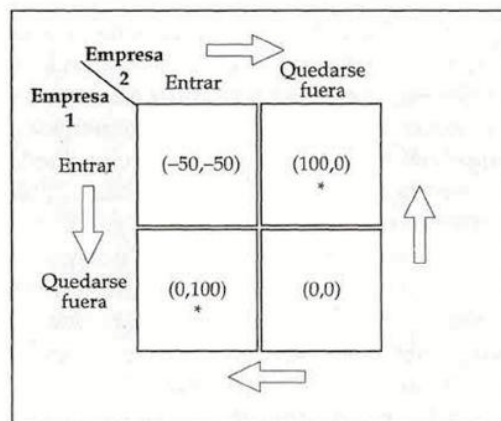 Empresa
2
Entrar
Quedarse
fuera
Empresa
1
Entrar
(–50,–50)
(100,0)
*
Quedarse
fuera
(0,100)
*
(0,0)